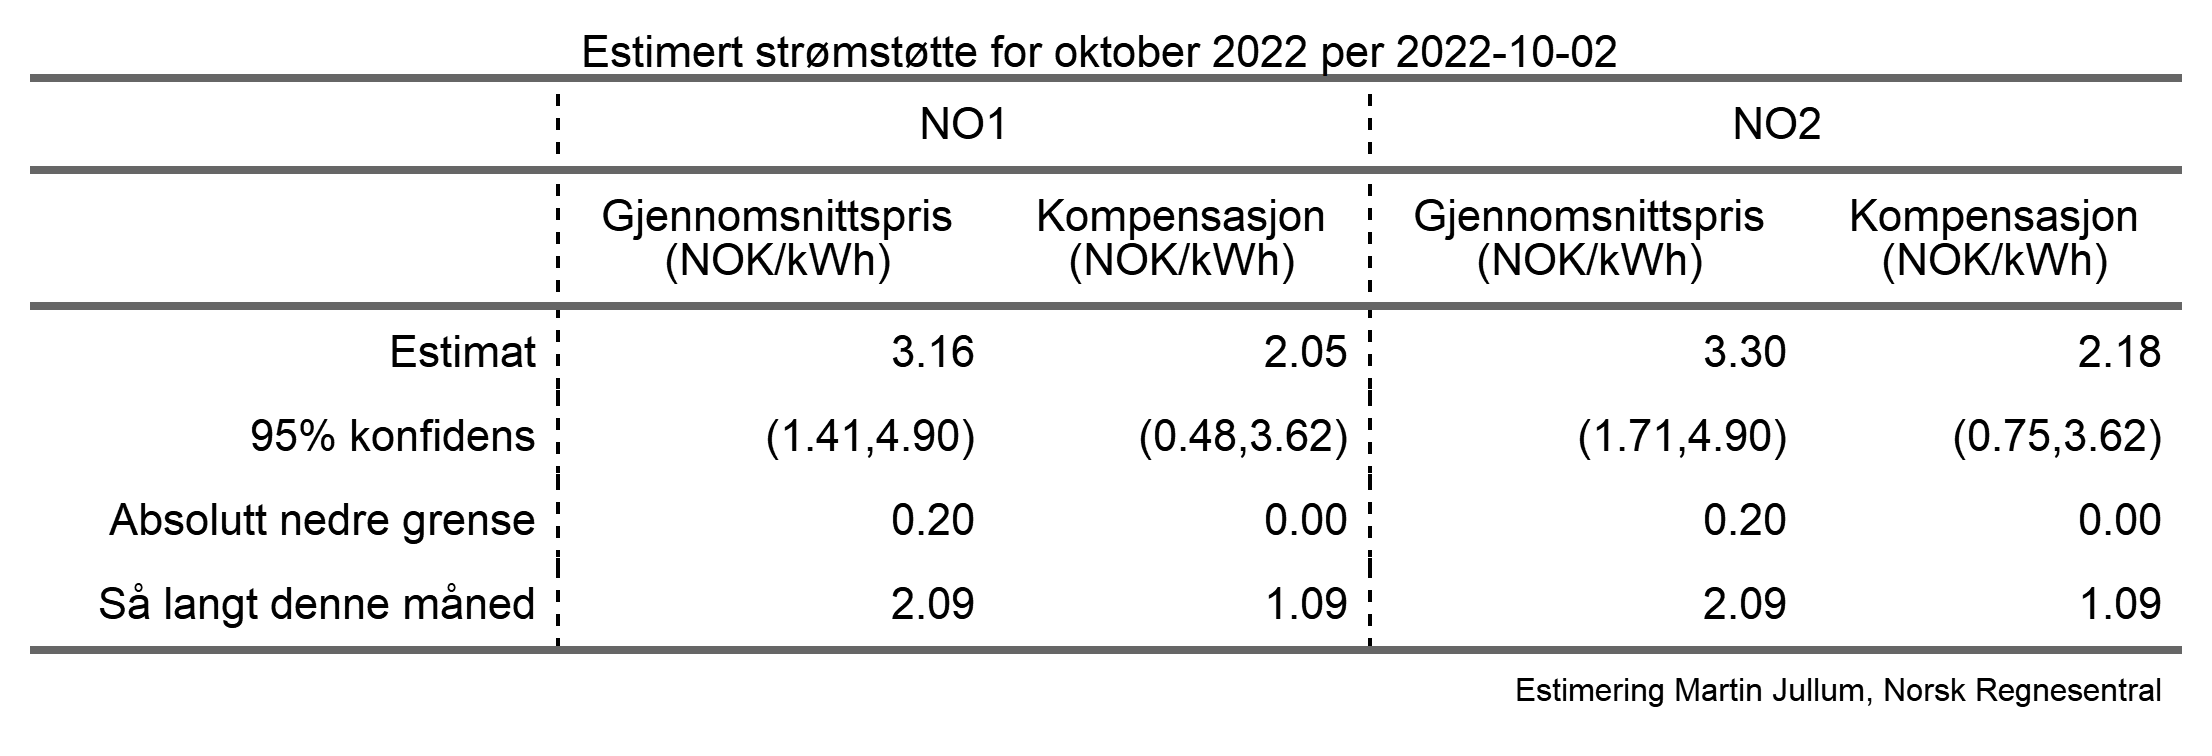 Estimert strømstøtte for oktober 2022 per 2022-10-02
NO1 NO2
Gjennomsnittspris Kompensasjon Gjennomsnittspris Kompensasjon
(NOK/kWh) (NOK/kWh) (NOK/kWh) (NOK/kWh)
Estimat 3.16 2.05 3.30 2.18
95% konfidens (1.41,4.90) (0.48,3.62) (1.71,4.90) (0.75,3.62)
Absolutt nedre grense 0.20 0.00 0.20 0.00
Så langt denne måned 2.09 1.09 2.09 1.09
Estimering Martin Jullum, Norsk Regnesentral